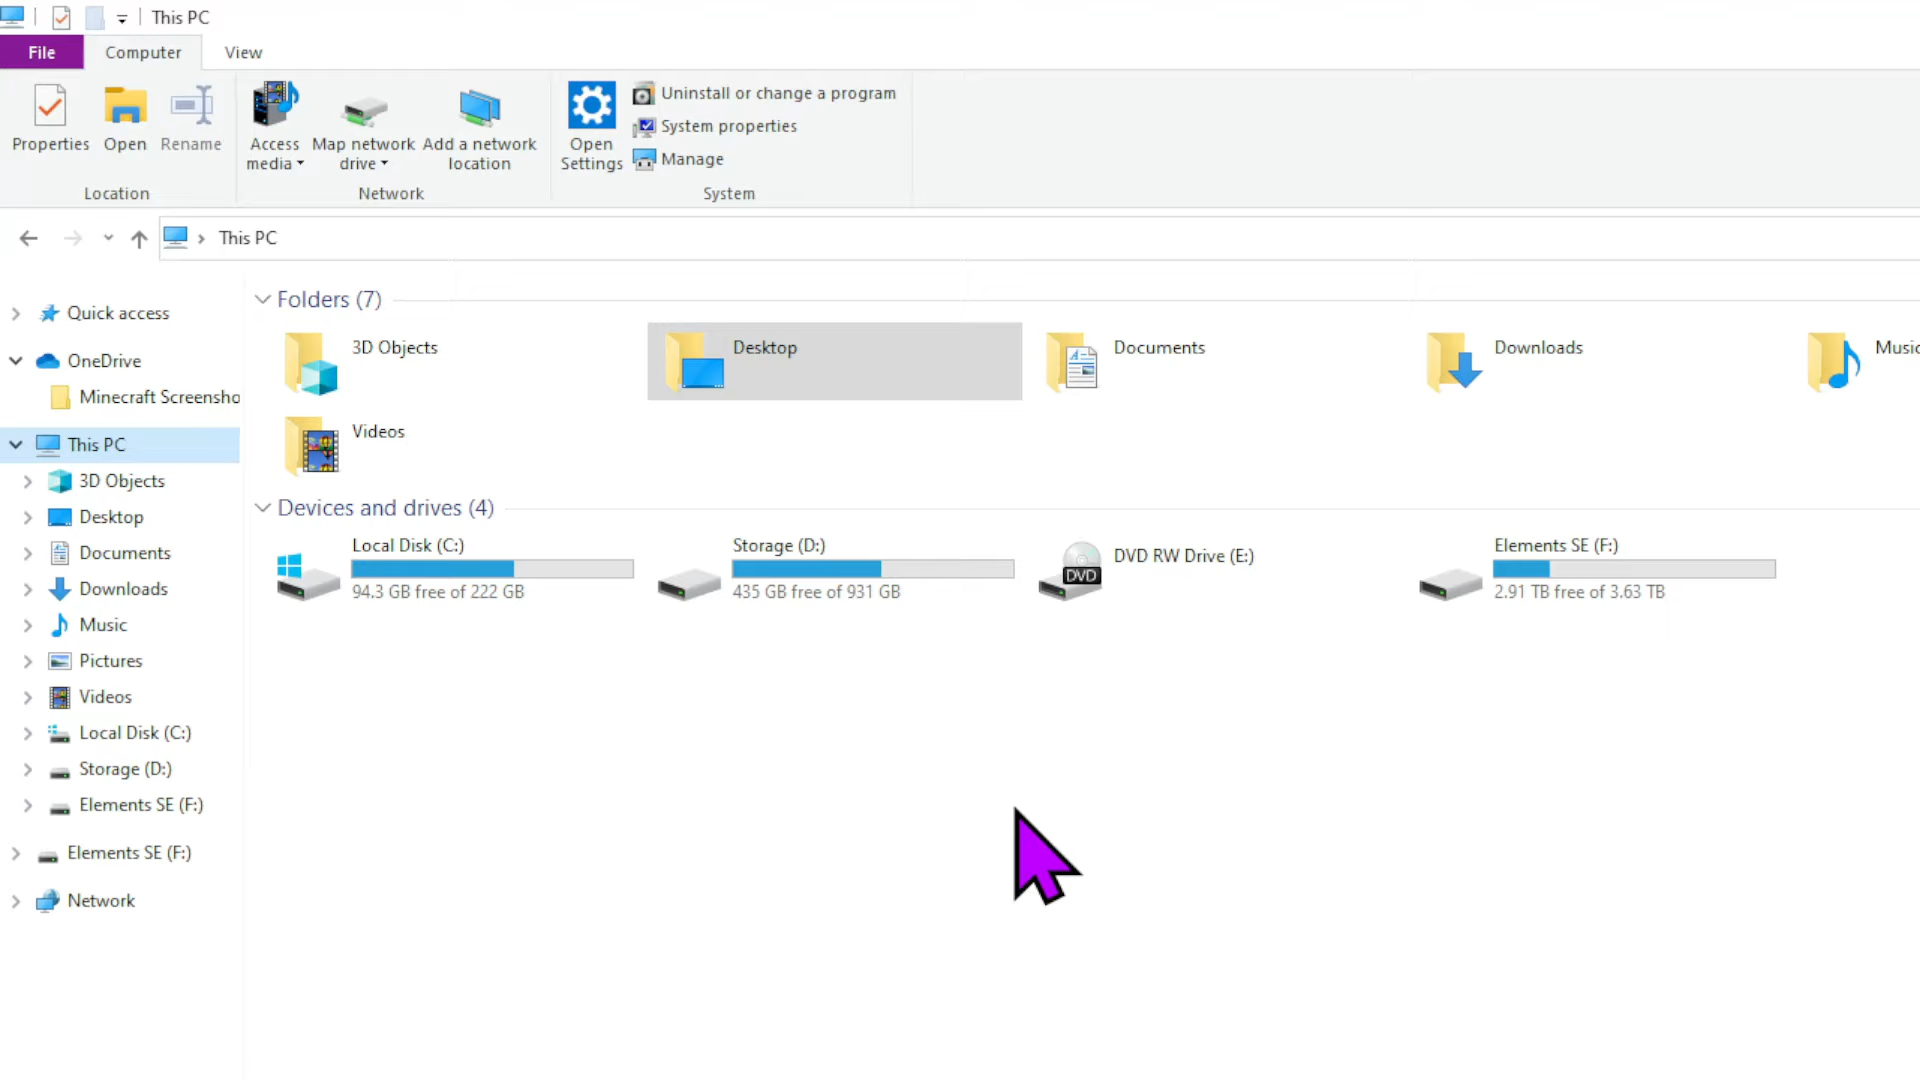 This PC
File
Computer
View
Properties
Open
Rename
Access
media
Map network
drive
Add a network
location
Open
Settings
Uninstall or change a program
System properties
Manage
Location
Network
System
This PC
Quick access
OneDrive
Minecraft Screensho
This PC
3D Objects
Desktop
Documents
Downloads
Music
Pictures
Videos
Local Disk (C:)
Storage (D:)
Elements SE (F:)
Elements SE (F:)
Network
Folders (7)
3D Objects
Desktop
Documents
Downloads
Music
Videos
Devices and drives (4)
Local Disk (C:)
94.3 GB free of 222 GB
Storage (D:)
435 GB free of 931 GB
DVD
DVD RW Drive (E:)
Elements SE (F:)
2.91 TB free of 3.63 TB